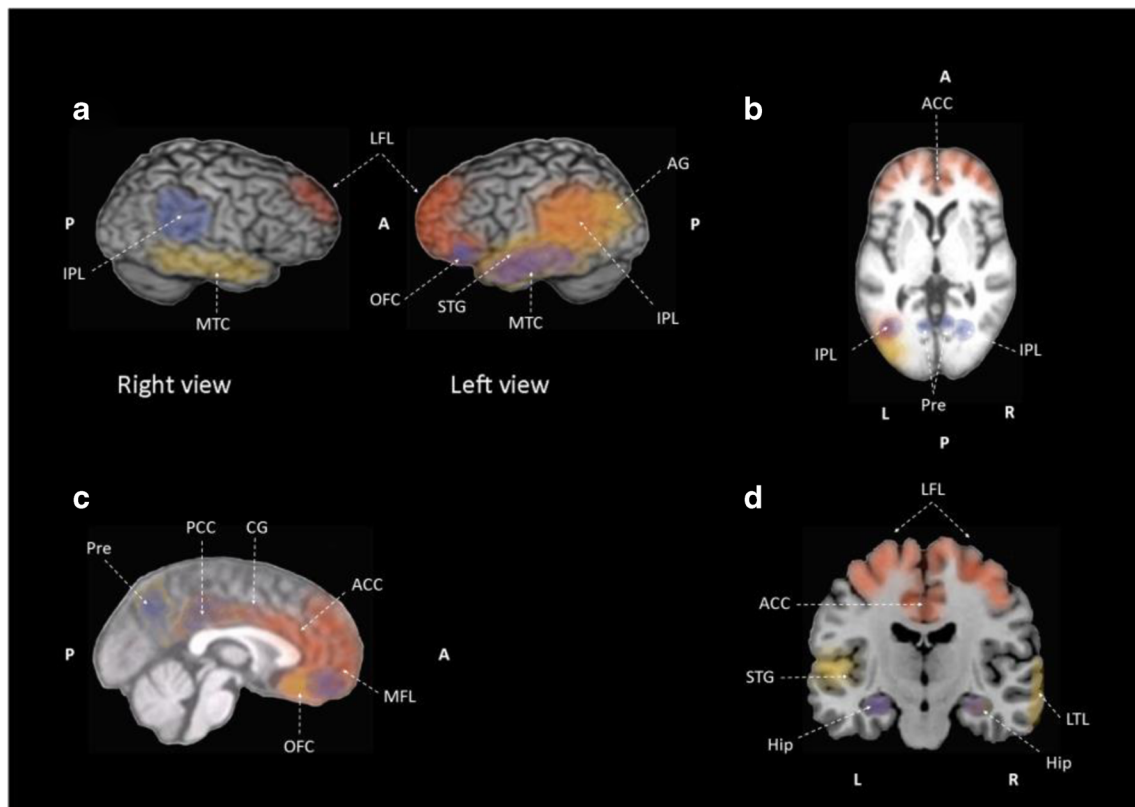 a
LFL
AG
P
A
P
IPL
OFC
STG
MTC
MTC
IPL
Right view
Left view
b
A
ACC
IPL
IPL
Pre
L
R
P
c
PCC
CG
Pre
ACC
P
A
MFL
OFC
d
LFL
ACC
STG
LTL
Hip
Hip
L
R